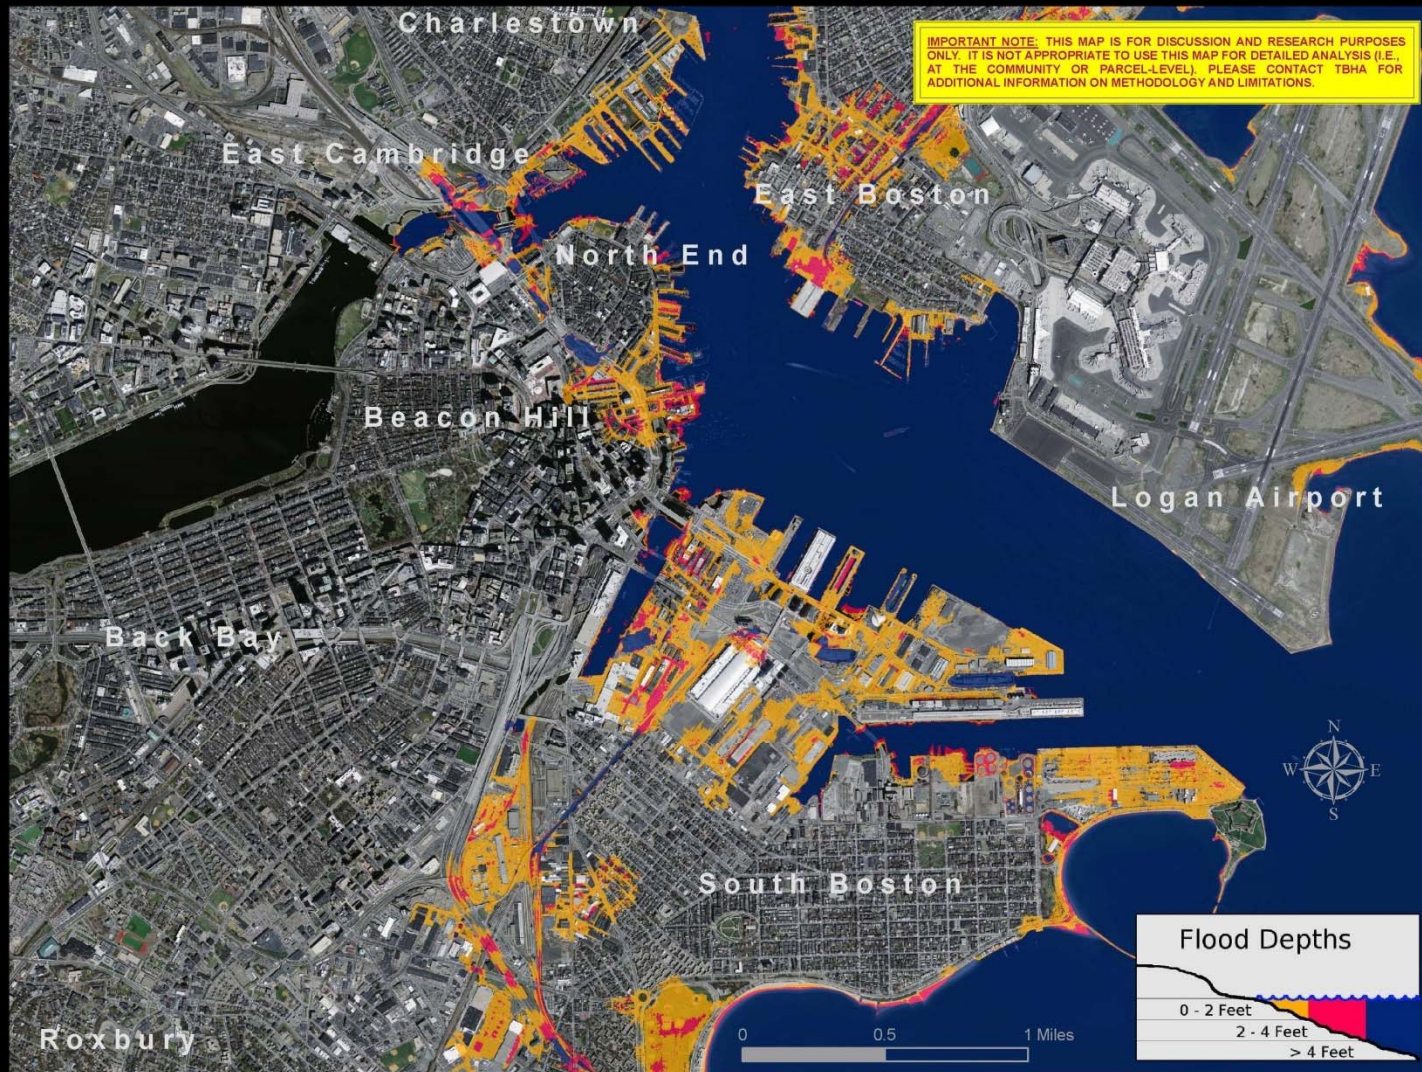 Charlestown
IMPORTANT NOTE: THIS MAP IS FOR DISCUSSION AND RESEARCH PURPOSES
ONLY. IT IS NOT APPROPRIATE TO USE THIS MAP FOR DETAILED ANALYSIS (I.E.,
AT THE COMMUNITY OR PARCEL-LEVEL). PLEASE CONTACT TBHA FOR
ADDITIONAL INFORMATION ON METHODOLOGY AND LIMITATIONS.
East Cambridge
East Boston
North End
Beacon Hill
Logan Airport
Back Bay
N
W E
S
South Boston
Flood Depths
0 - 2 Feet
2 - 4 Feet
> 4 Feet
Roxbury
0 0.5 1 Miles